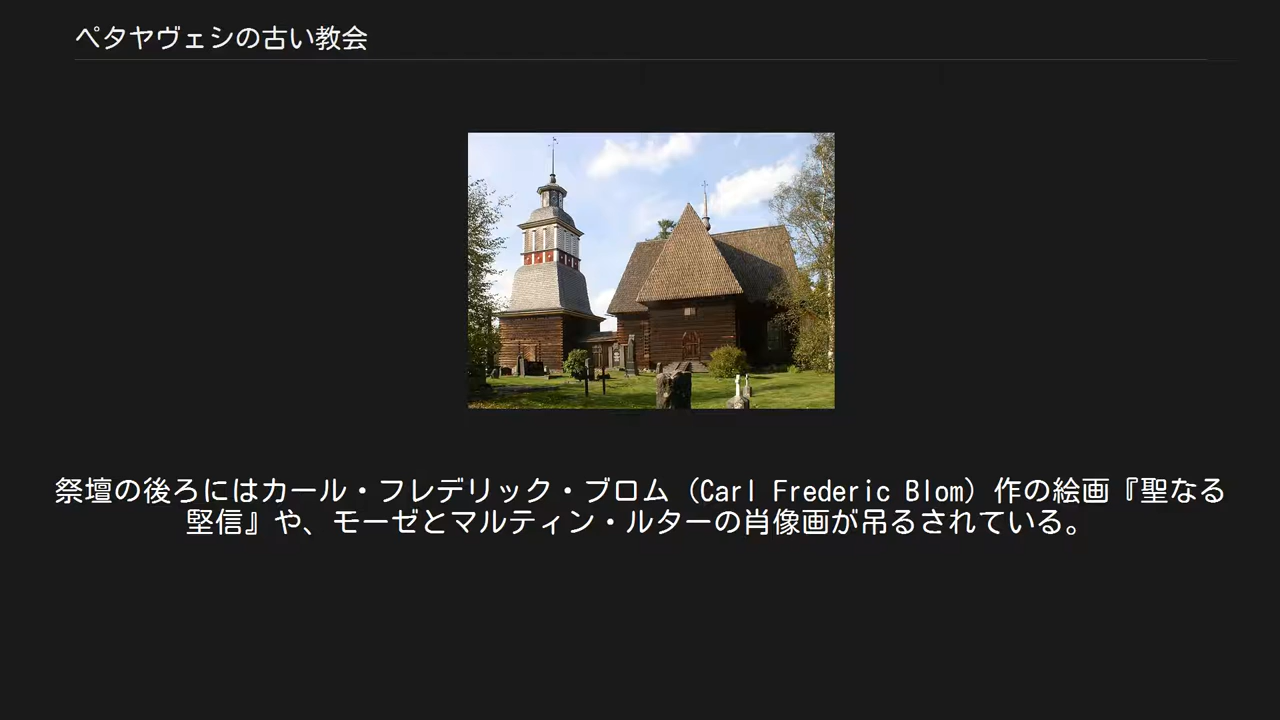 ペタヤヴェシの古い教会
祭壇の後ろにはカール・フレデリック・ブロム（Carl Frederic Blom）作の絵画『聖なる
堅信』や、モーゼとマルティン・ルターの肖像画が吊るされている。